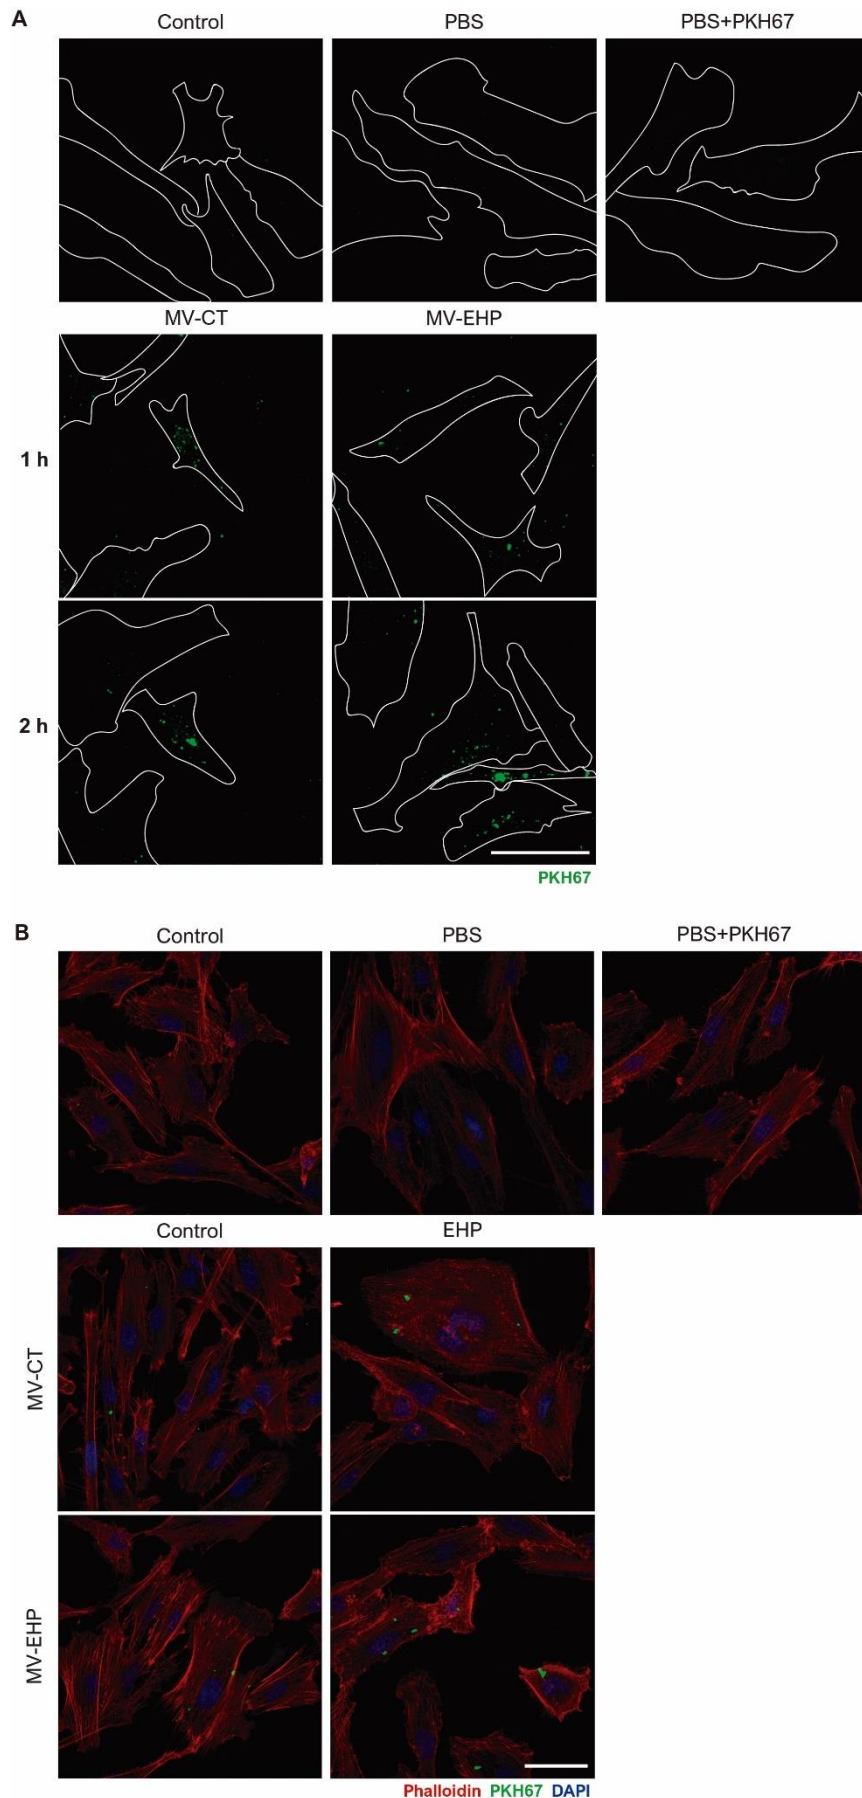 A
Control PBS PBS+PKH67
MV-CT MV-EHP
1 h
2 h
PKH67
B
Control PBS PBS+PKH67
Control EHP
MV-CT
MV-EHP
Phalloidin PKH67 DAPI